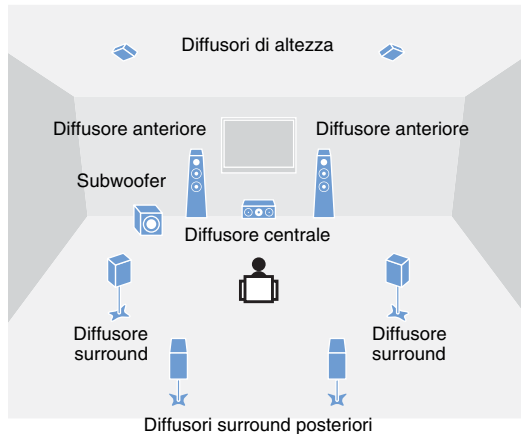 Diffusori di altezza
Diffusore anteriore
Diffusore anteriore
Subwoofer
Diffusore centrale
Diffusore
surround
Diffusore
surround
Diffusori surround posteriori